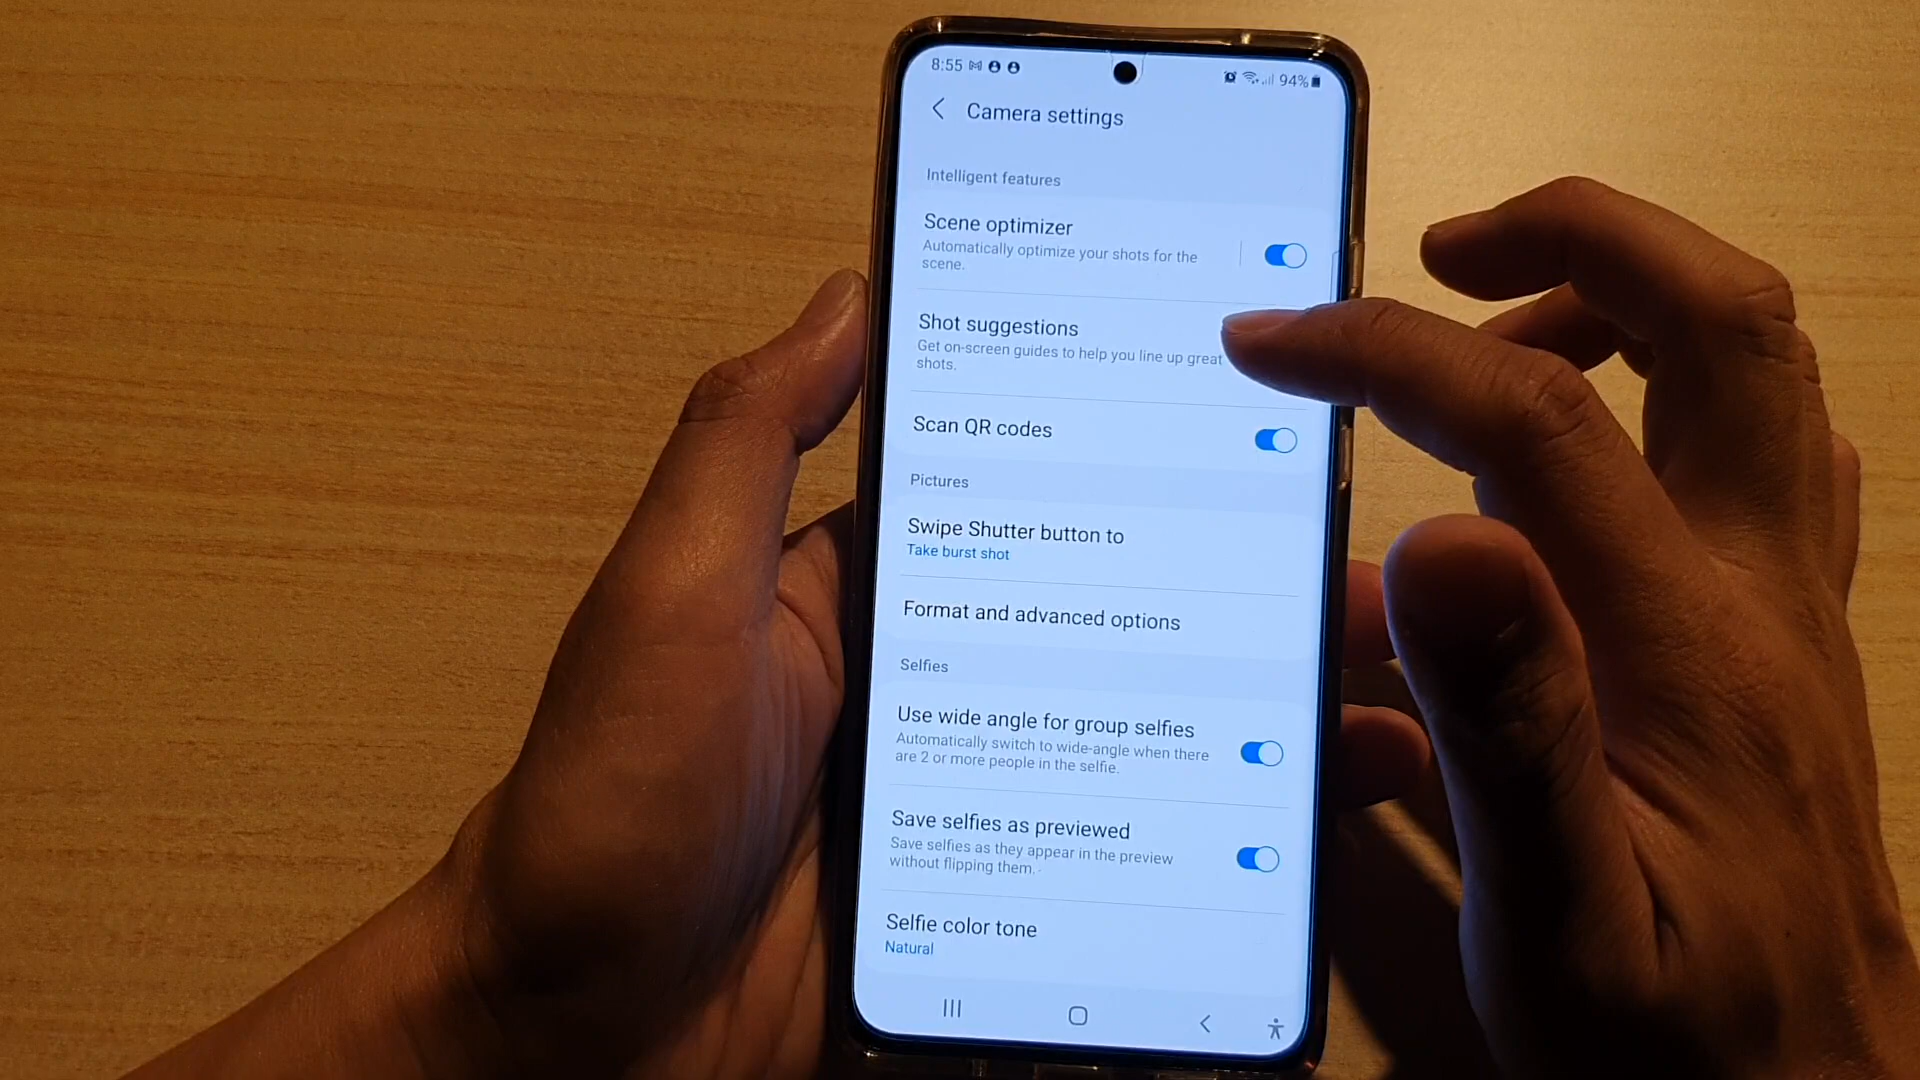 8:55 94%
Camera settings
Intelligent features
Scene optimizer
Automatically optimize your shots for the
scene.
Shot suggestions
Get on-screen guides to help you line up great
shots.
Scan QR codes
Pictures
Swipe Shutter button to
Take burst shot
Format and advanced options
Selfies
Use wide angle for group selfies
Automatically switch to wide-angle when there
are 2 or more people in the selfie.
Save selfies as previewed
Save selfies as they appear in the preview
without flipping them.
Selfie color tone
Natural